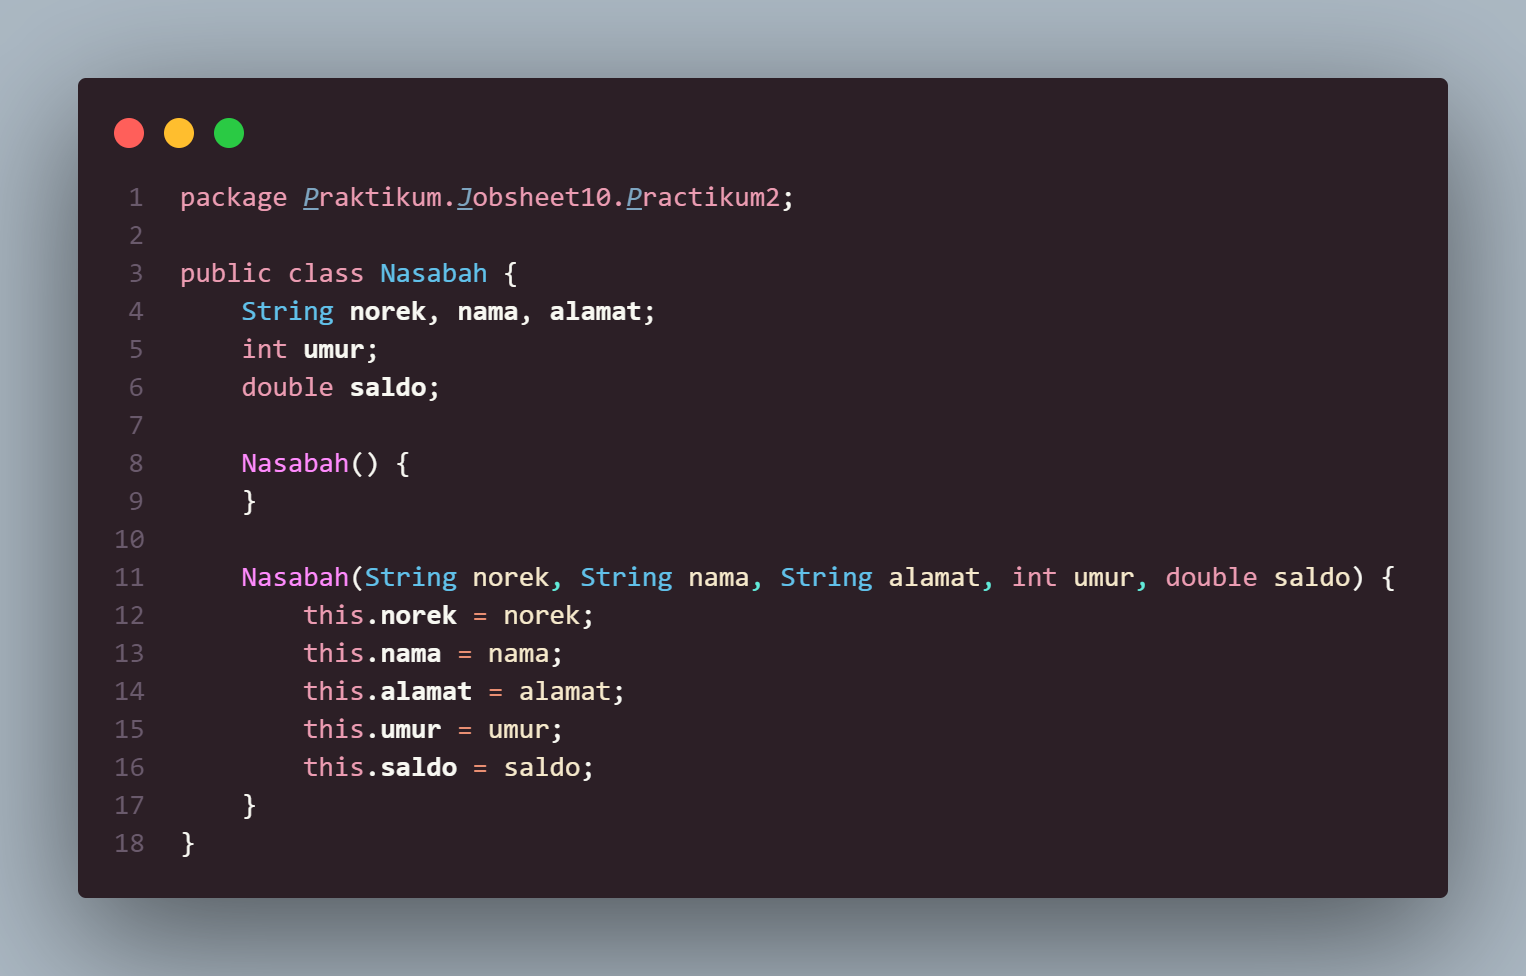 1 package Praktikum.Jobsheet10.Practikum2;
2
3 public class Nasabah {
4     String norek, nama, alamat;
5     int umur;
6     double saldo;
7
8     Nasabah() {
9     }
10
11     Nasabah(String norek, String nama, String alamat, int umur, double saldo) {
12         this.norek = norek;
13         this.nama = nama;
14         this.alamat = alamat;
15         this.umur = umur;
16         this.saldo = saldo;
17     }
18 }